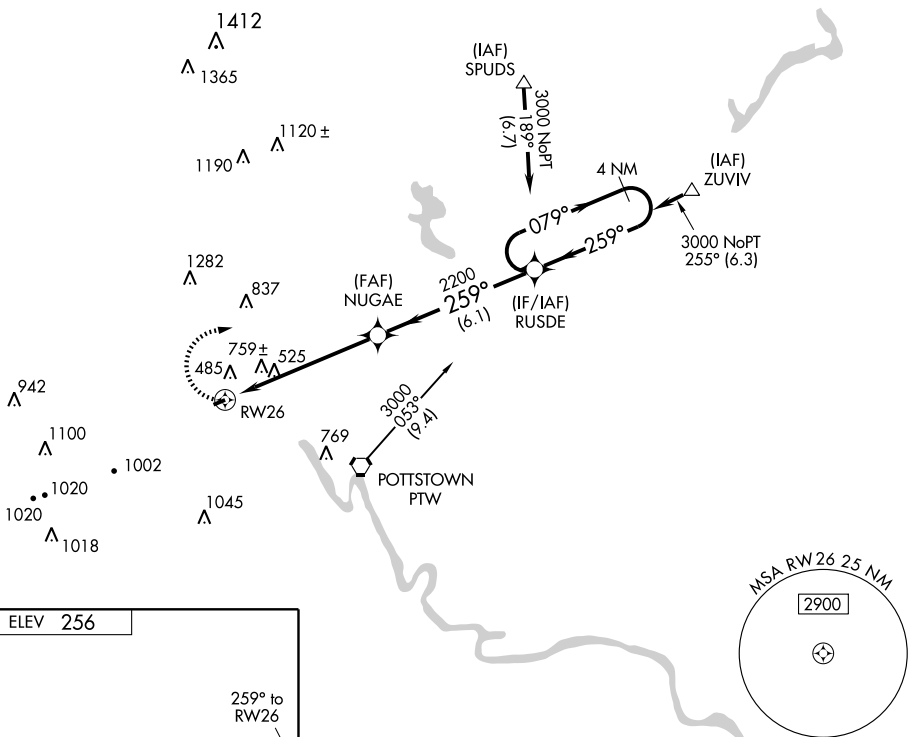 1412
1365
1120 ±
1190
(IAF)
SPUDS
3000 NoPT
189°
(6.7)
4 NM
(IAF)
ZUVIV
079°
259°
3000 NoPT
255° (6.3)
1282
837
(FAF)
NUGAE
2200
259°
(6.1)
(IF/IAF)
RUSDE
759 ±
525
485
RW26
942
1100
1002
1020
1020
1018
1045
769
3000
053°
(9.4)
POTTSTOWN
PTW
MSA RW26 25 NM
2900
ELEV 256
259° to
RW26